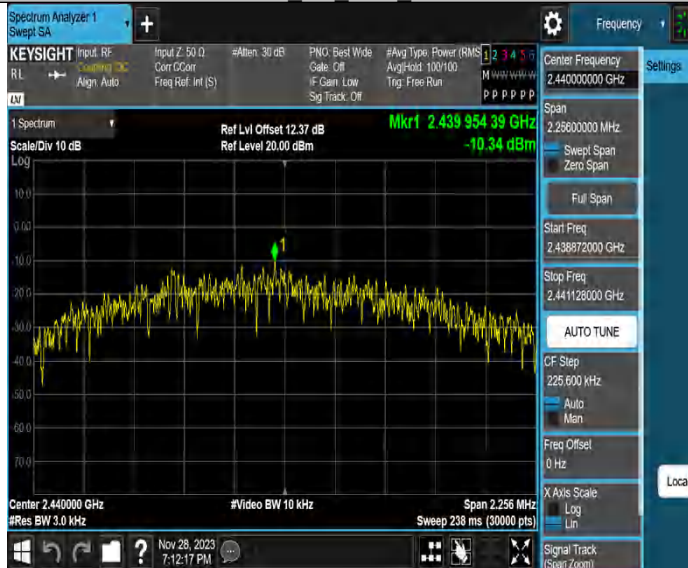 Spectrum Analyzer 1
Swept SA
+
Frequency
KEYSIGHT
RL
Input: RF
Coupling: DC
Align: Auto
Input Z: 50 Ω
Corr CCorr
Freq Ref: Int (S)
#Atten: 30 dB
PNO: Best Wide
Gate: Off
IF Gain: Low
Sig Track: Off
#Avg Type: Power (RMS
Avg|Hold: 100/100
Trig: Free Run
1 2 3 4 5 6
M W W W W W
P P P P P P
LXI
1 Spectrum
Scale/Div 10 dB
Log
Ref Lvl Offset 12.37 dB
Ref Level 20.00 dBm
Mkr1 2.439 954 39 GHz
-10.34 dBm
10.0
0.00
-10.0
-20.0
-30.0
-40.0
-50.0
-60.0
-70.0
1
Center 2.440000 GHz
#Res BW 3.0 kHz
#Video BW 10 kHz
Span 2.256 MHz
Sweep 238 ms (30000 pts)
?
Nov 28, 2023
7:12:17 PM
Center Frequency
2.440000000 GHz
Settings
Span
2.25600000 MHz
Swept Span
Zero Span
Full Span
Start Freq
2.438872000 GHz
Stop Freq
2.441128000 GHz
AUTO TUNE
CF Step
225.600 kHz
Auto
Man
Freq Offset
0 Hz
X Axis Scale
Log
Lin
Local
Signal Track
(Span Zoom)